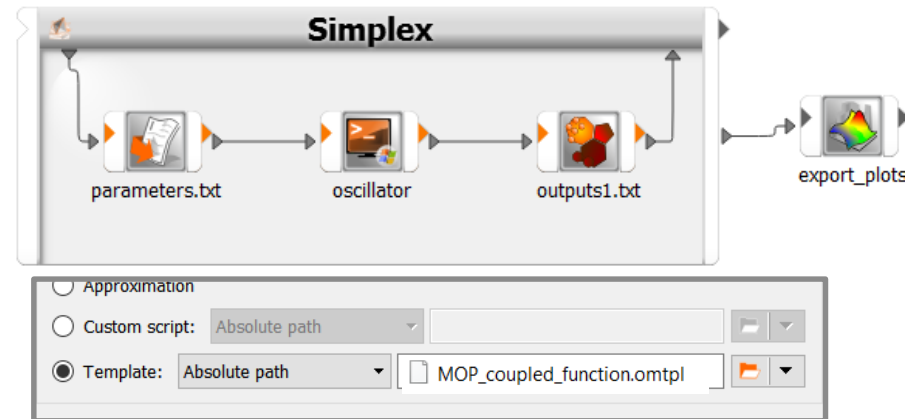 Simplex
parameters.txt
oscillator
outputs1.txt
export_plots
Approximation
Custom script: Absolute path
Template: Absolute path MOP_coupled_function.omtpl